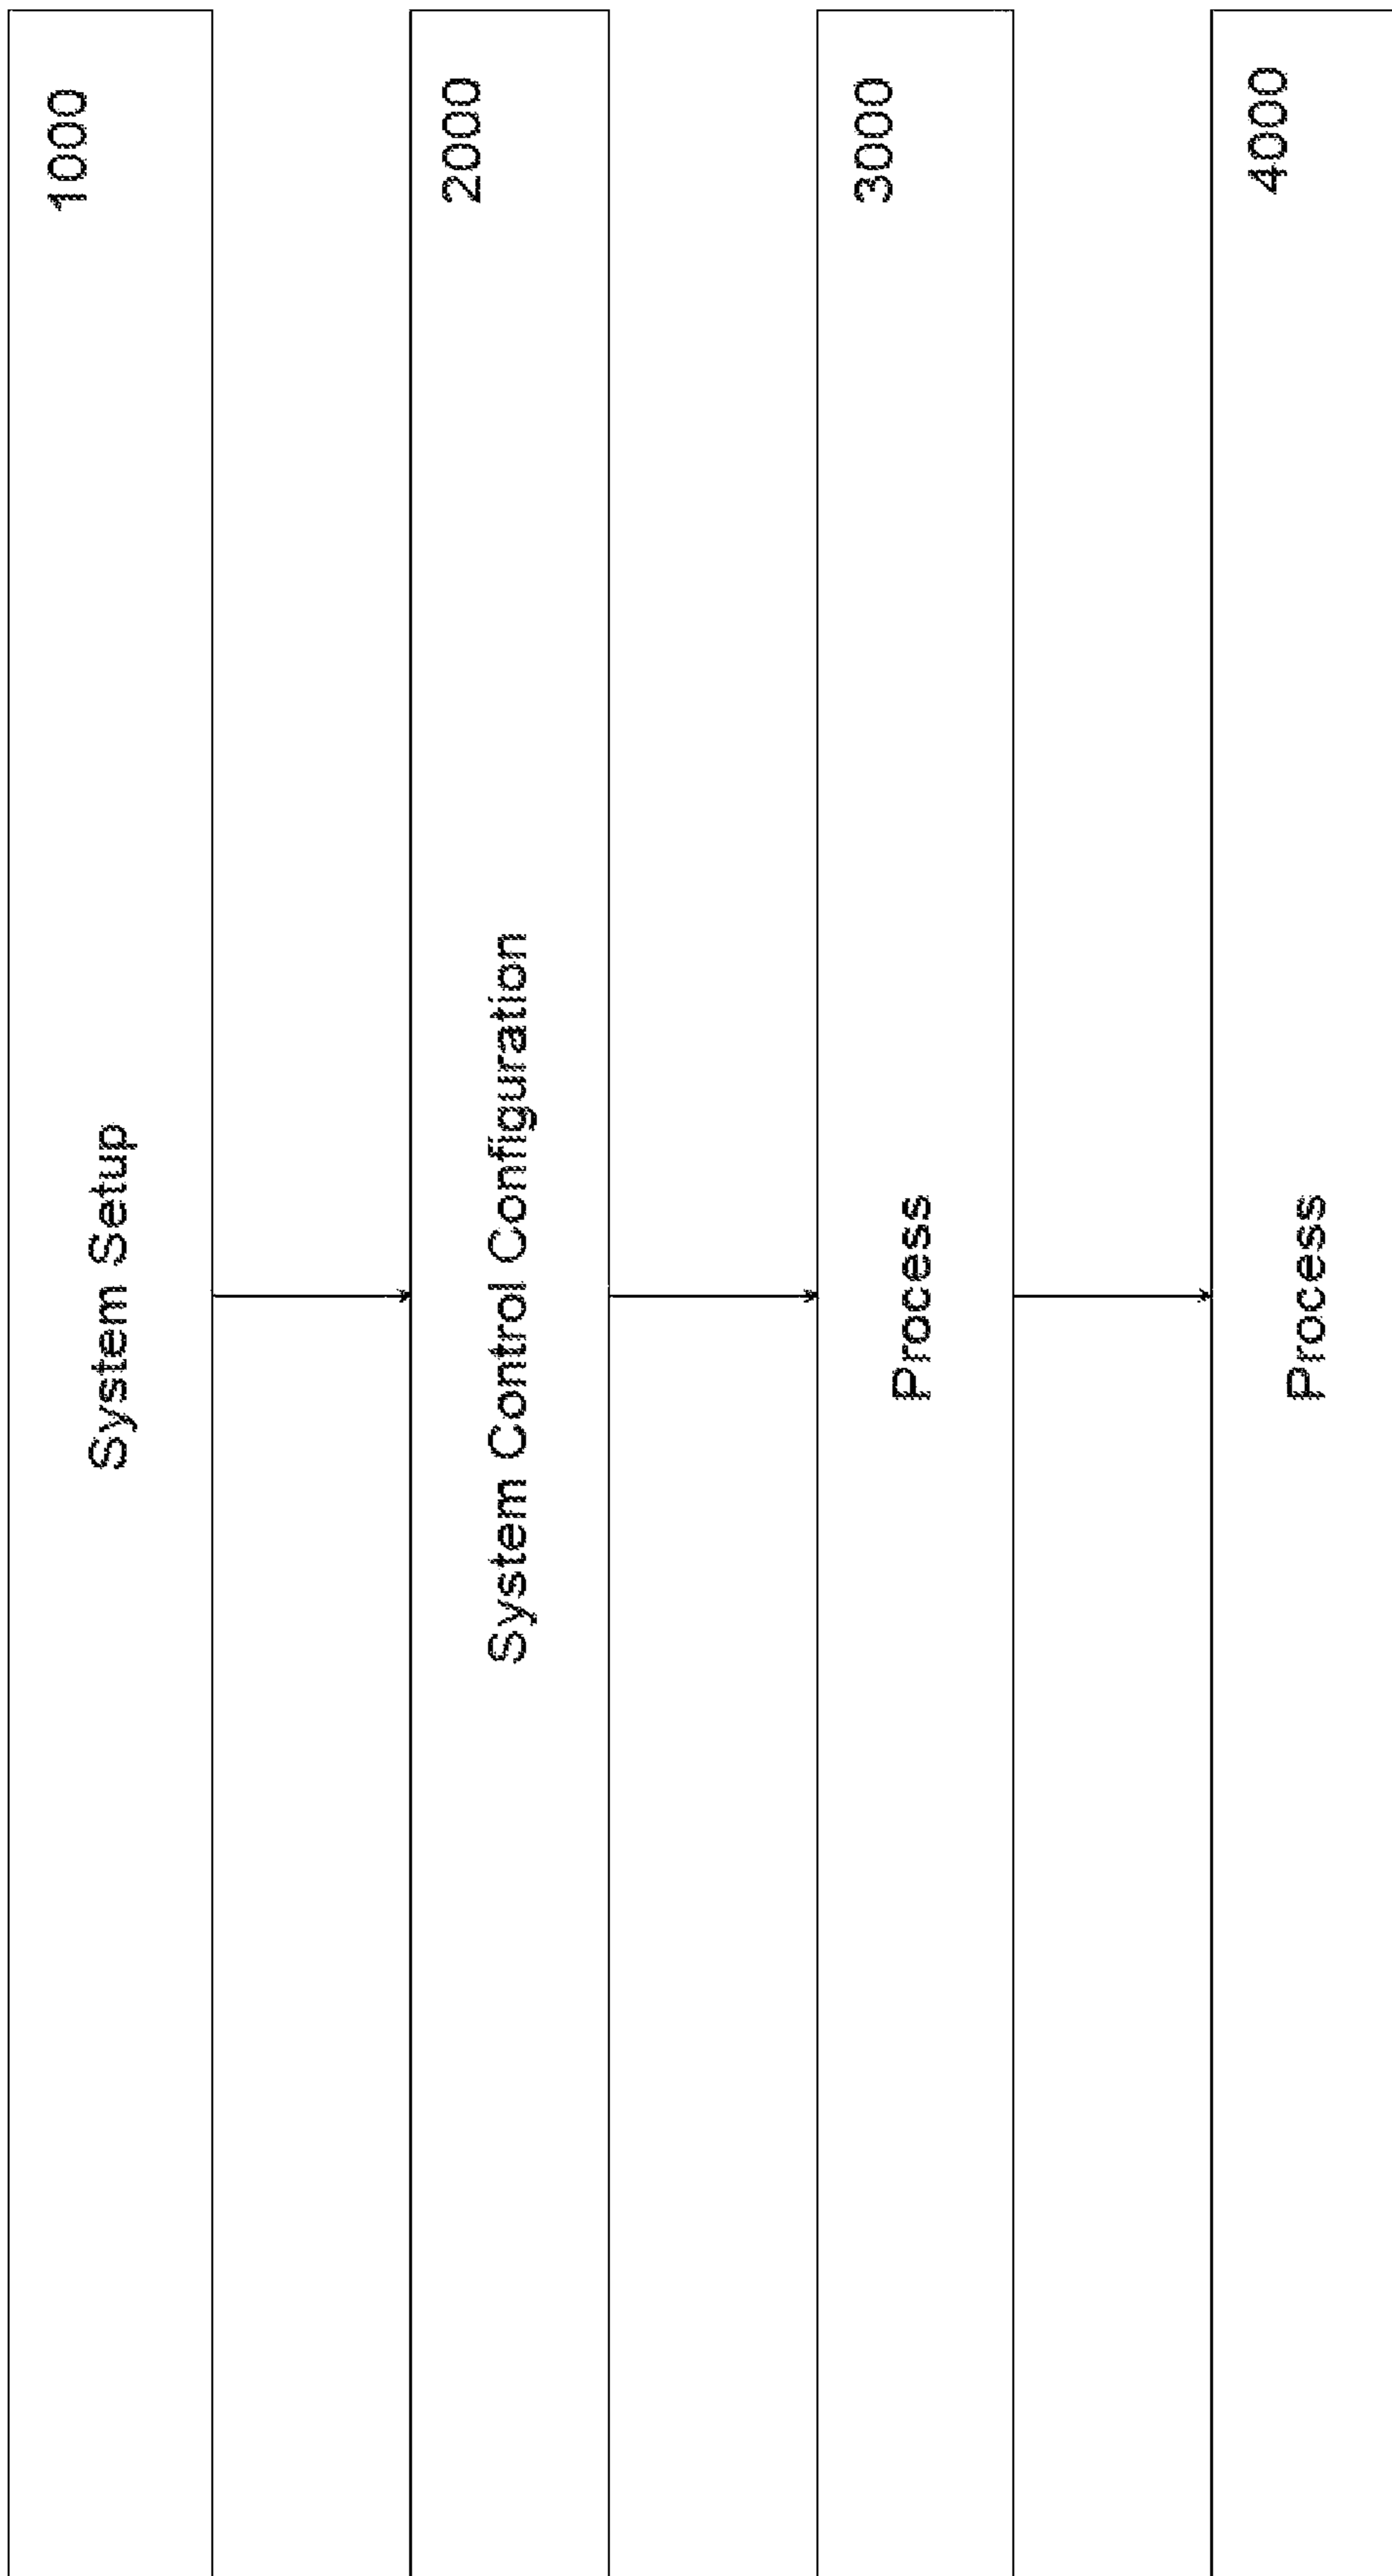 1000
System Setup
2000
System Control Configuration
3000
Process
4000
Process